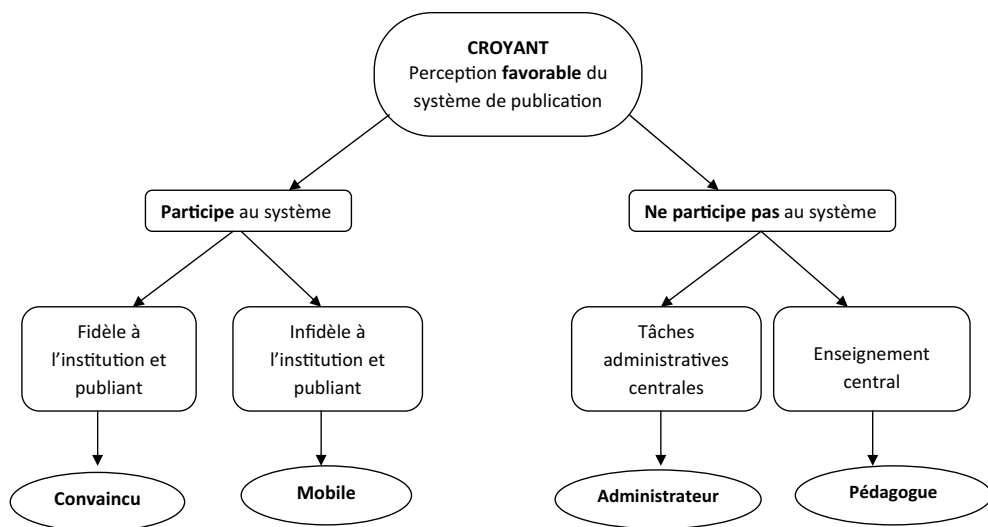 CROYANT
Perception favorable du
système de publication
Participe au système
Ne participe pas au système
Fidèle à
l'institution et
publiant
Infidèle à
l'institution et
publiant
Tâches
administratives
centrales
Enseignement
central
Convaincu
Mobile
Administrateur
Pédagogue